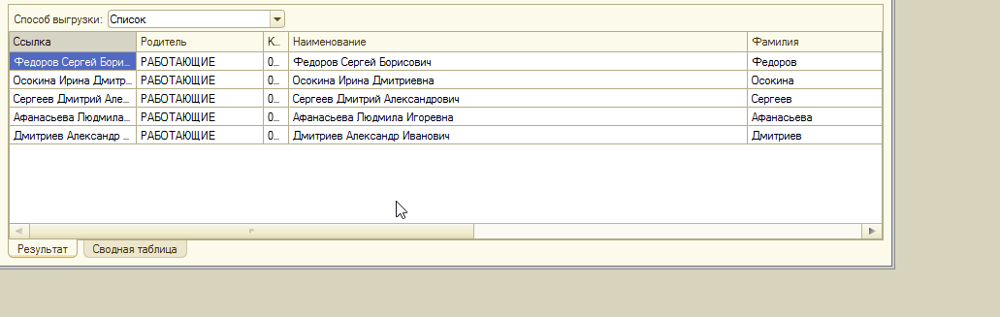 Способ выгрузки: Список
Ссылка Родитель К... Наименование Фамилия
Федоров Сергей Бори... РАБОТАЮЩИЕ 0... Федоров Сергей Борисович Федоров
Осокина Ирина Дмитр... РАБОТАЮЩИЕ 0... Осокина Ирина Дмитриевна Осокина
Сергеев Дмитрий Але... РАБОТАЮЩИЕ 0... Сергеев Дмитрий Александрович Сергеев
Афанасьева Людмила... РАБОТАЮЩИЕ 0... Афанасьева Людмила Игоревна Афанасьева
Дмитриев Александр ... РАБОТАЮЩИЕ 0... Дмитриев Александр Иванович Дмитриев
Результат Сводная таблица